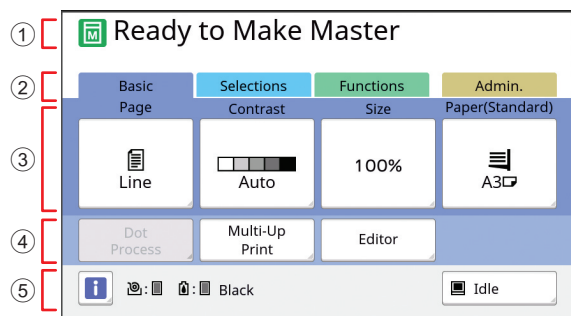 ① Ready to Make Master
② Basic Selections Functions Admin.
Page Contrast Size Paper(Standard)
③ Line Auto 100% A3
④ Dot Process Multi-Up Print Editor
⑤ i : : Black Idle